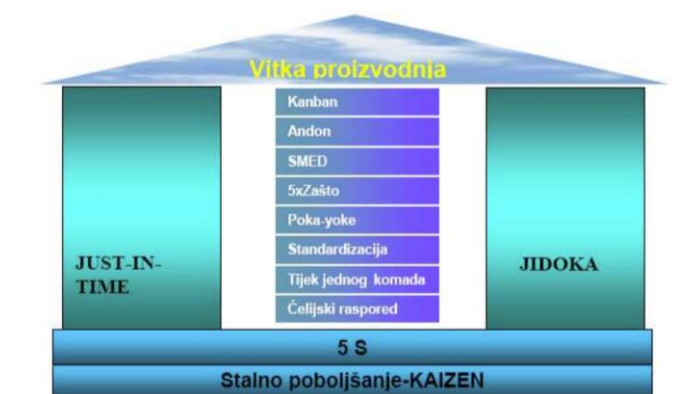 Vitka proizvodnja
Kanban
Andon
SMED
5xZašto
Poka-yoke
Standardizacija
Tijek jednog komada
Ćelijski raspored
JUST-IN-
TIME
JIDOKA
5 S
Stalno poboljšanje-KAIZEN